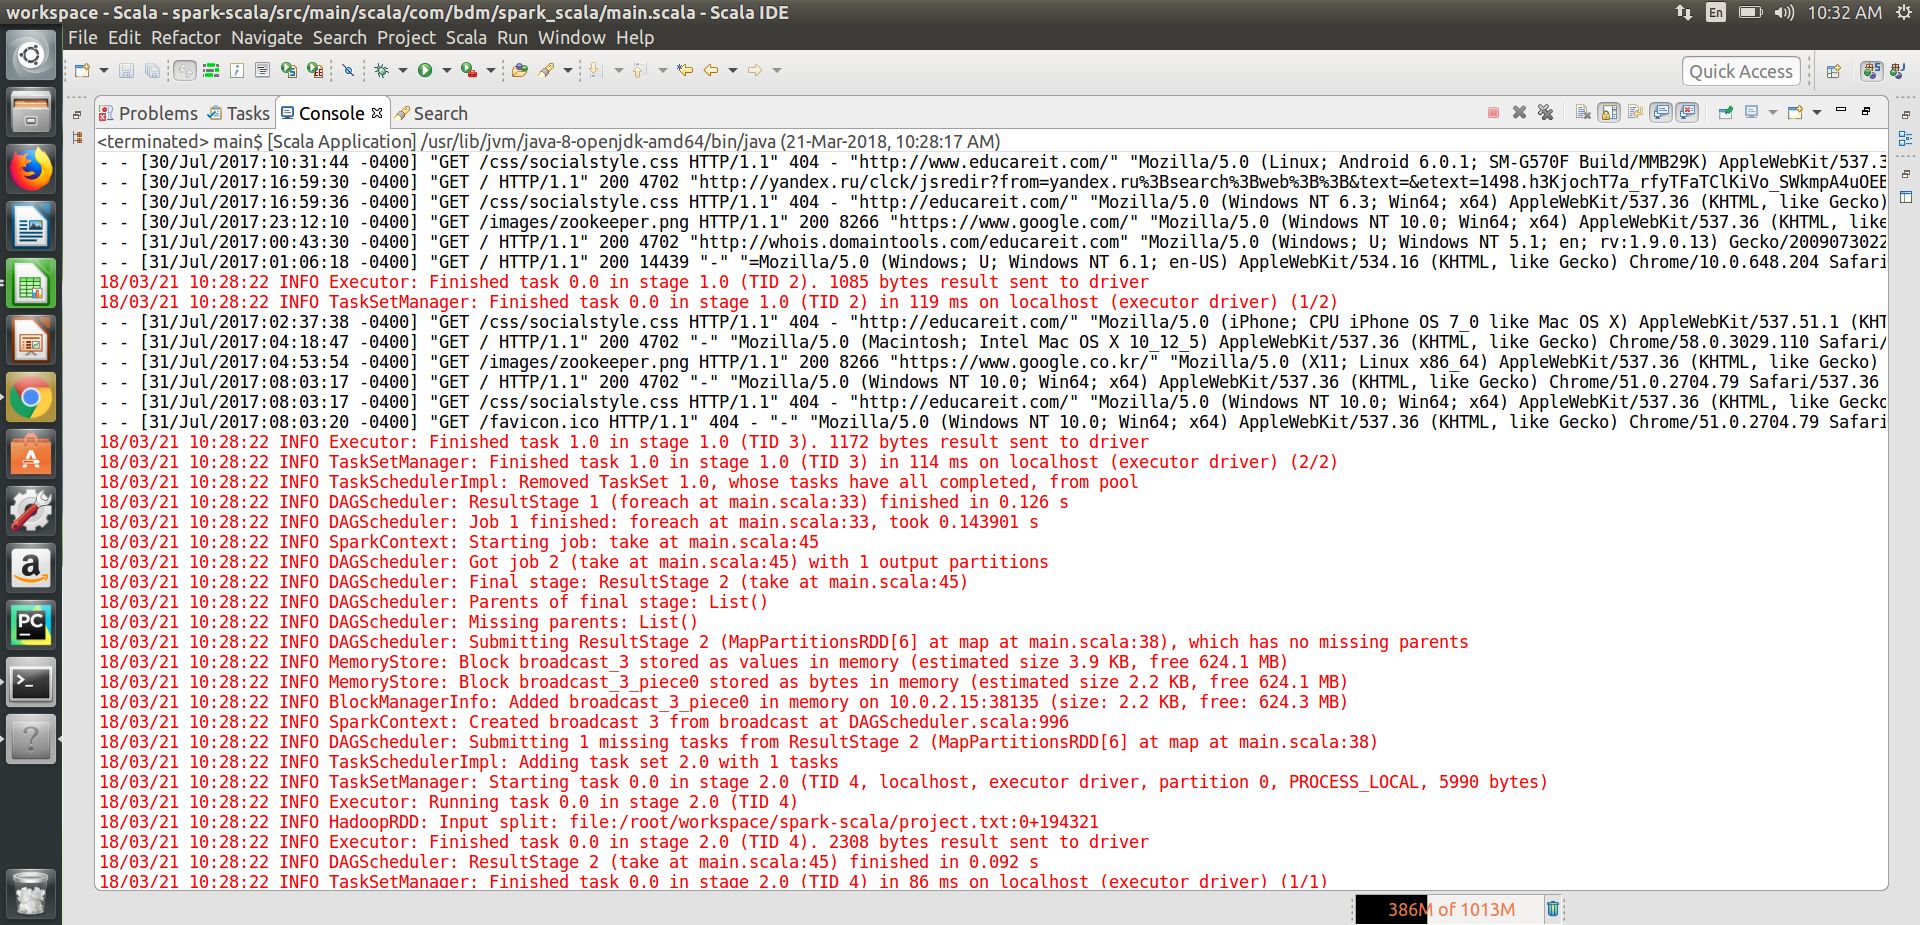 workspace - Scala - spark-scala/src/main/scala/com/bdm/spark_scala/main.scala - Scala IDE
En
10:32 AM
File Edit Refactor Navigate Search Project Scala Run Window Help
Quick Access
Problems Tasks Console Search
<terminated> main$ [Scala Application] /usr/lib/jvm/java-8-openjdk-amd64/bin/java (21-Mar-2018, 10:28:17 AM)
- - [30/Jul/2017:10:31:44 -0400] "GET /css/socialstyle.css HTTP/1.1" 404 - "http://www.educareit.com/" "Mozilla/5.0 (Linux; Android 6.0.1; SM-G570F Build/MMB29K) AppleWebKit/537.3
- - [30/Jul/2017:16:59:30 -0400] "GET / HTTP/1.1" 200 4702 "http://yandex.ru/clck/jsredir?from=yandex.ru%3Bsearch%3Bweb%3B%3B&text=&etext=1498.h3KjochT7a_rfyTFaTClKiVo_SWkmpA4uOEB
- - [30/Jul/2017:16:59:36 -0400] "GET /css/socialstyle.css HTTP/1.1" 404 - "http://educareit.com/" "Mozilla/5.0 (Windows NT 6.3; Win64; x64) AppleWebKit/537.36 (KHTML, like Gecko)
- - [30/Jul/2017:23:12:10 -0400] "GET /images/zookeeper.png HTTP/1.1" 200 8266 "https://www.google.com/" "Mozilla/5.0 (Windows NT 10.0; Win64; x64) AppleWebKit/537.36 (KHTML, like
- - [31/Jul/2017:00:43:30 -0400] "GET / HTTP/1.1" 200 4702 "http://whois.domaintools.com/educareit.com" "Mozilla/5.0 (Windows; U; Windows NT 5.1; en; rv:1.9.0.13) Gecko/2009073022
- - [31/Jul/2017:01:06:18 -0400] "GET / HTTP/1.1" 200 14439 "-" "=Mozilla/5.0 (Windows; U; Windows NT 6.1; en-US) AppleWebKit/534.16 (KHTML, like Gecko) Chrome/10.0.648.204 Safari
18/03/21 10:28:22 INFO Executor: Finished task 0.0 in stage 1.0 (TID 2). 1085 bytes result sent to driver
18/03/21 10:28:22 INFO TaskSetManager: Finished task 0.0 in stage 1.0 (TID 2) in 119 ms on localhost (executor driver) (1/2)
- - [31/Jul/2017:02:37:38 -0400] "GET /css/socialstyle.css HTTP/1.1" 404 - "http://educareit.com/" "Mozilla/5.0 (iPhone; CPU iPhone OS 7_0 like Mac OS X) AppleWebKit/537.51.1 (KHT
- - [31/Jul/2017:04:18:47 -0400] "GET / HTTP/1.1" 200 4702 "-" "Mozilla/5.0 (Macintosh; Intel Mac OS X 10_12_5) AppleWebKit/537.36 (KHTML, like Gecko) Chrome/58.0.3029.110 Safari/
- - [31/Jul/2017:04:53:54 -0400] "GET /images/zookeeper.png HTTP/1.1" 200 8266 "https://www.google.co.kr/" "Mozilla/5.0 (X11; Linux x86_64) AppleWebKit/537.36 (KHTML, like Gecko)
- - [31/Jul/2017:08:03:17 -0400] "GET / HTTP/1.1" 200 4702 "-" "Mozilla/5.0 (Windows NT 10.0; Win64; x64) AppleWebKit/537.36 (KHTML, like Gecko) Chrome/51.0.2704.79 Safari/537.36
- - [31/Jul/2017:08:03:17 -0400] "GET /css/socialstyle.css HTTP/1.1" 404 - "http://educareit.com/" "Mozilla/5.0 (Windows NT 10.0; Win64; x64) AppleWebKit/537.36 (KHTML, like Gecko
- - [31/Jul/2017:08:03:20 -0400] "GET /favicon.ico HTTP/1.1" 404 - "-" "Mozilla/5.0 (Windows NT 10.0; Win64; x64) AppleWebKit/537.36 (KHTML, like Gecko) Chrome/51.0.2704.79 Safari
18/03/21 10:28:22 INFO Executor: Finished task 1.0 in stage 1.0 (TID 3). 1172 bytes result sent to driver
18/03/21 10:28:22 INFO TaskSetManager: Finished task 1.0 in stage 1.0 (TID 3) in 114 ms on localhost (executor driver) (2/2)
18/03/21 10:28:22 INFO TaskSchedulerImpl: Removed TaskSet 1.0, whose tasks have all completed, from pool
18/03/21 10:28:22 INFO DAGScheduler: ResultStage 1 (foreach at main.scala:33) finished in 0.126 s
18/03/21 10:28:22 INFO DAGScheduler: Job 1 finished: foreach at main.scala:33, took 0.143901 s
18/03/21 10:28:22 INFO SparkContext: Starting job: take at main.scala:45
18/03/21 10:28:22 INFO DAGScheduler: Got job 2 (take at main.scala:45) with 1 output partitions
18/03/21 10:28:22 INFO DAGScheduler: Final stage: ResultStage 2 (take at main.scala:45)
18/03/21 10:28:22 INFO DAGScheduler: Parents of final stage: List()
18/03/21 10:28:22 INFO DAGScheduler: Missing parents: List()
18/03/21 10:28:22 INFO DAGScheduler: Submitting ResultStage 2 (MapPartitionsRDD[6] at map at main.scala:38), which has no missing parents
18/03/21 10:28:22 INFO MemoryStore: Block broadcast_3 stored as values in memory (estimated size 3.9 KB, free 624.1 MB)
18/03/21 10:28:22 INFO MemoryStore: Block broadcast_3_piece0 stored as bytes in memory (estimated size 2.2 KB, free 624.1 MB)
18/03/21 10:28:22 INFO BlockManagerInfo: Added broadcast_3_piece0 in memory on 10.0.2.15:38135 (size: 2.2 KB, free: 624.3 MB)
18/03/21 10:28:22 INFO SparkContext: Created broadcast 3 from broadcast at DAGScheduler.scala:996
18/03/21 10:28:22 INFO DAGScheduler: Submitting 1 missing tasks from ResultStage 2 (MapPartitionsRDD[6] at map at main.scala:38)
18/03/21 10:28:22 INFO TaskSchedulerImpl: Adding task set 2.0 with 1 tasks
18/03/21 10:28:22 INFO TaskSetManager: Starting task 0.0 in stage 2.0 (TID 4, localhost, executor driver, partition 0, PROCESS_LOCAL, 5990 bytes)
18/03/21 10:28:22 INFO Executor: Running task 0.0 in stage 2.0 (TID 4)
18/03/21 10:28:22 INFO HadoopRDD: Input split: file:/root/workspace/spark-scala/project.txt:0+194321
18/03/21 10:28:22 INFO Executor: Finished task 0.0 in stage 2.0 (TID 4). 2308 bytes result sent to driver
18/03/21 10:28:22 INFO DAGScheduler: ResultStage 2 (take at main.scala:45) finished in 0.092 s
18/03/21 10:28:22 INFO TaskSetManager: Finished task 0.0 in stage 2.0 (TID 4) in 86 ms on localhost (executor driver) (1/1)
386M of 1013M